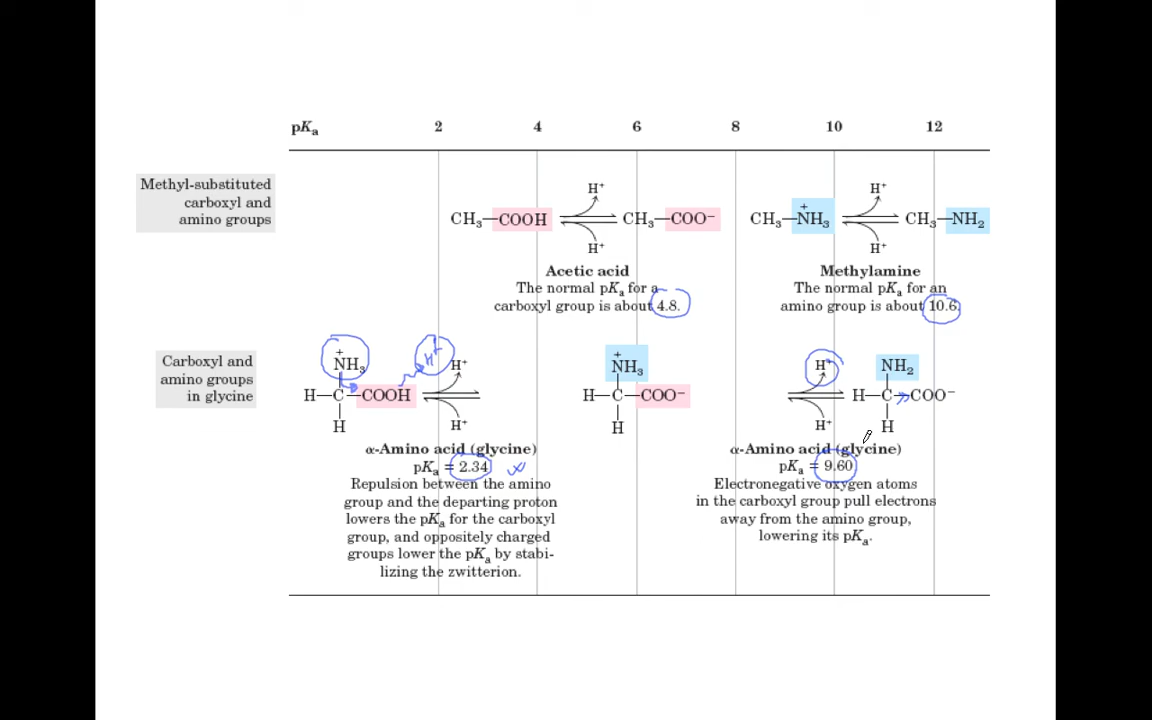 pKₐ 2 4 6 8 10 12
Methyl-substituted
carboxyl and
amino groups
H⁺ H⁺
CH₃—COOH CH₃—COO⁻ CH₃—N⁺H₃ CH₃—NH₂
H⁺ H⁺
Acetic acid
The normal pKₐ for a
carboxyl group is about 4.8.
Methylamine
The normal pKₐ for an
amino group is about 10.6.
Carboxyl and
amino groups
in glycine
N⁺H₃ H⁺ H⁺ N⁺H₃ H⁺ NH₂
H—C—COOH H—C—COO⁻ H—C—COO⁻
H H⁺ H H⁺ H
α-Amino acid (glycine)
pKₐ = 2.34
Repulsion between the amino
group and the departing proton
lowers the pKₐ for the carboxyl
group, and oppositely charged
groups lower the pKₐ by stabi-
lizing the zwitterion.
α-Amino acid (glycine)
pKₐ = 9.60
Electronegative oxygen atoms
in the carboxyl group pull electrons
away from the amino group,
lowering its pKₐ.